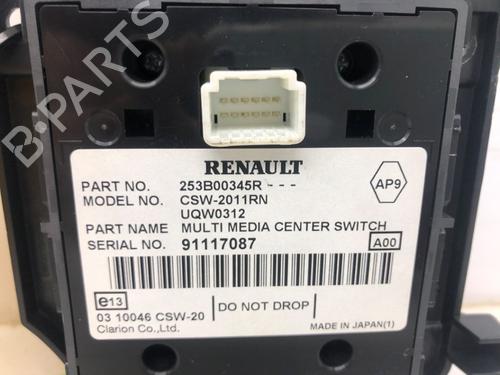 B-PARTS
RENAULT
PART NO. 253B00345R - - -
MODEL NO. CSW-2011RN
UQW0312
AP9
PART NAME MULTI MEDIA CENTER SWITCH
SERIAL NO. 91117087
A00
e13
DO NOT DROP
03 10046 CSW-20
Clarion Co.,Ltd.
MADE IN JAPAN(1)